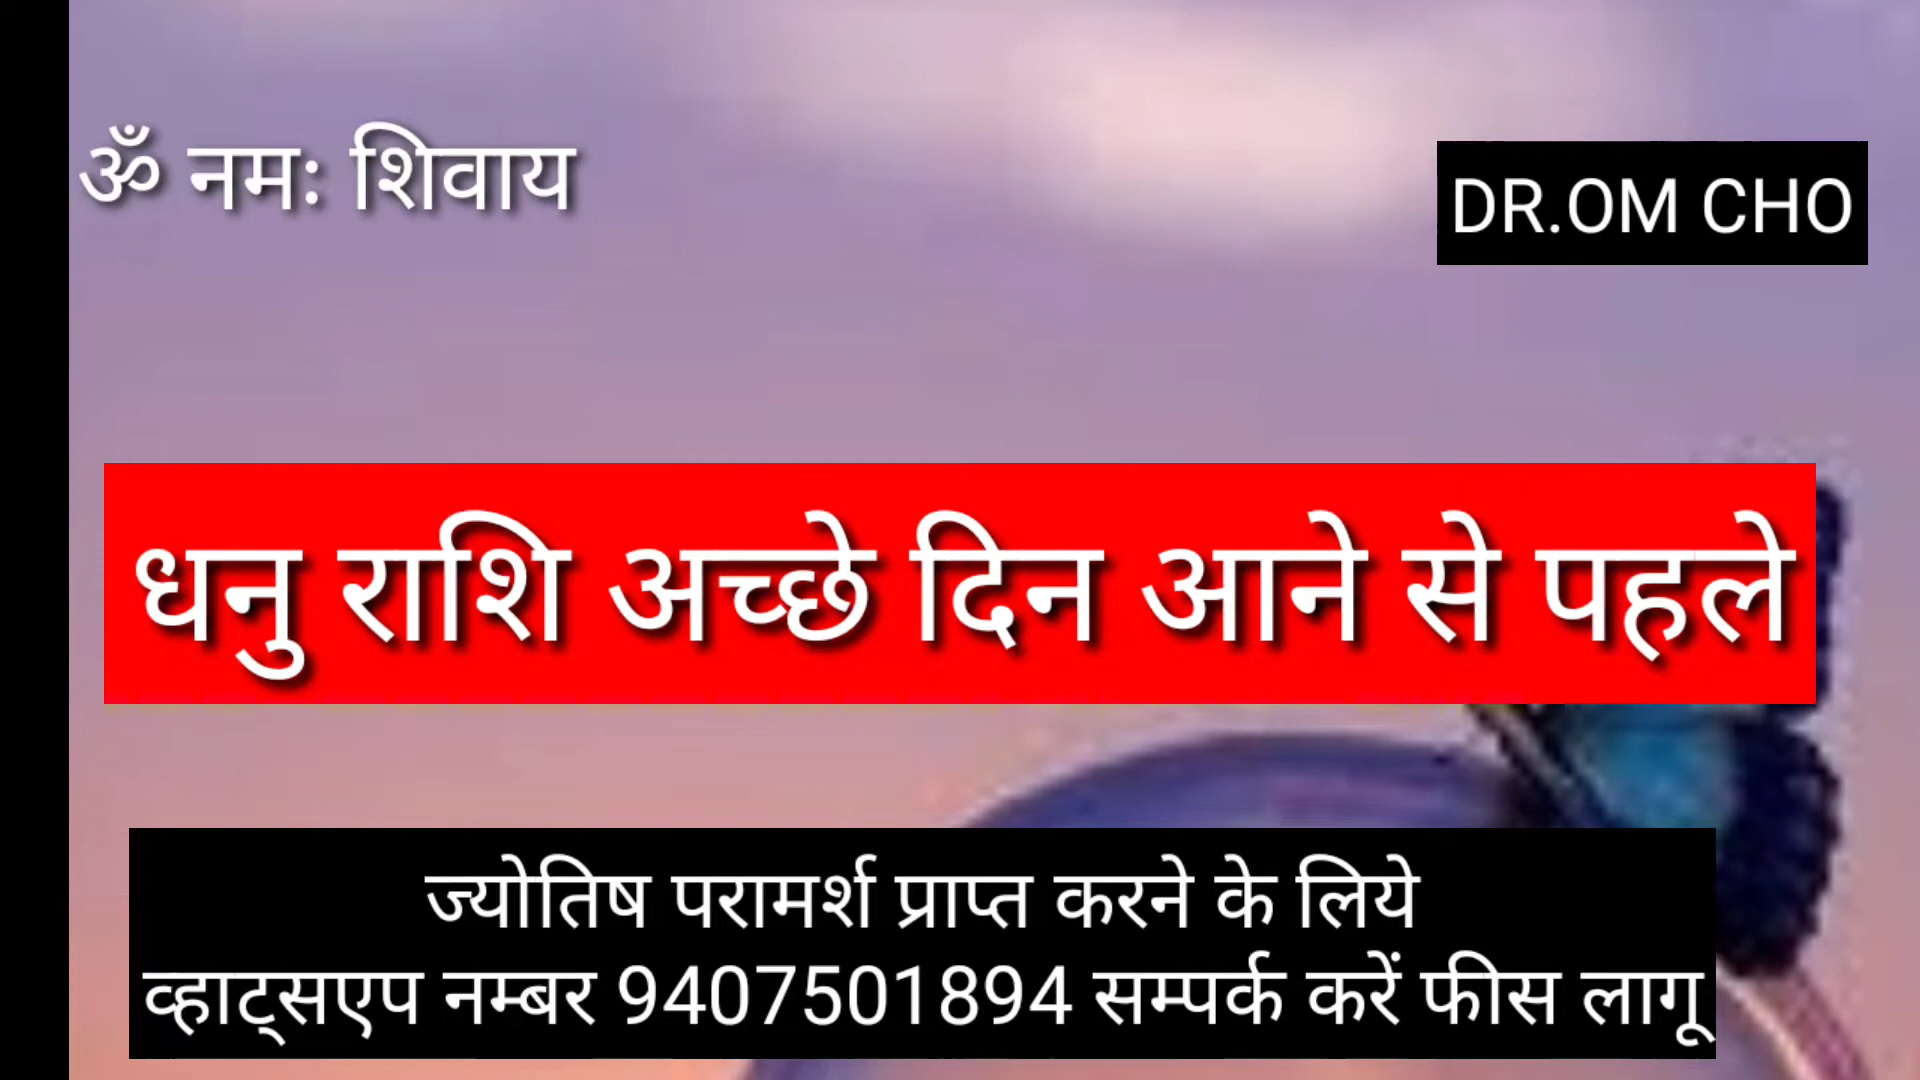 ॐ नमः शिवाय
DR.OM CHO
धनु राशि अच्छे दिन आने से पहले
ज्योतिष परामर्श प्राप्त करने के लिये
व्हाट्सएप नम्बर 9407501894 सम्पर्क करें फीस लागू